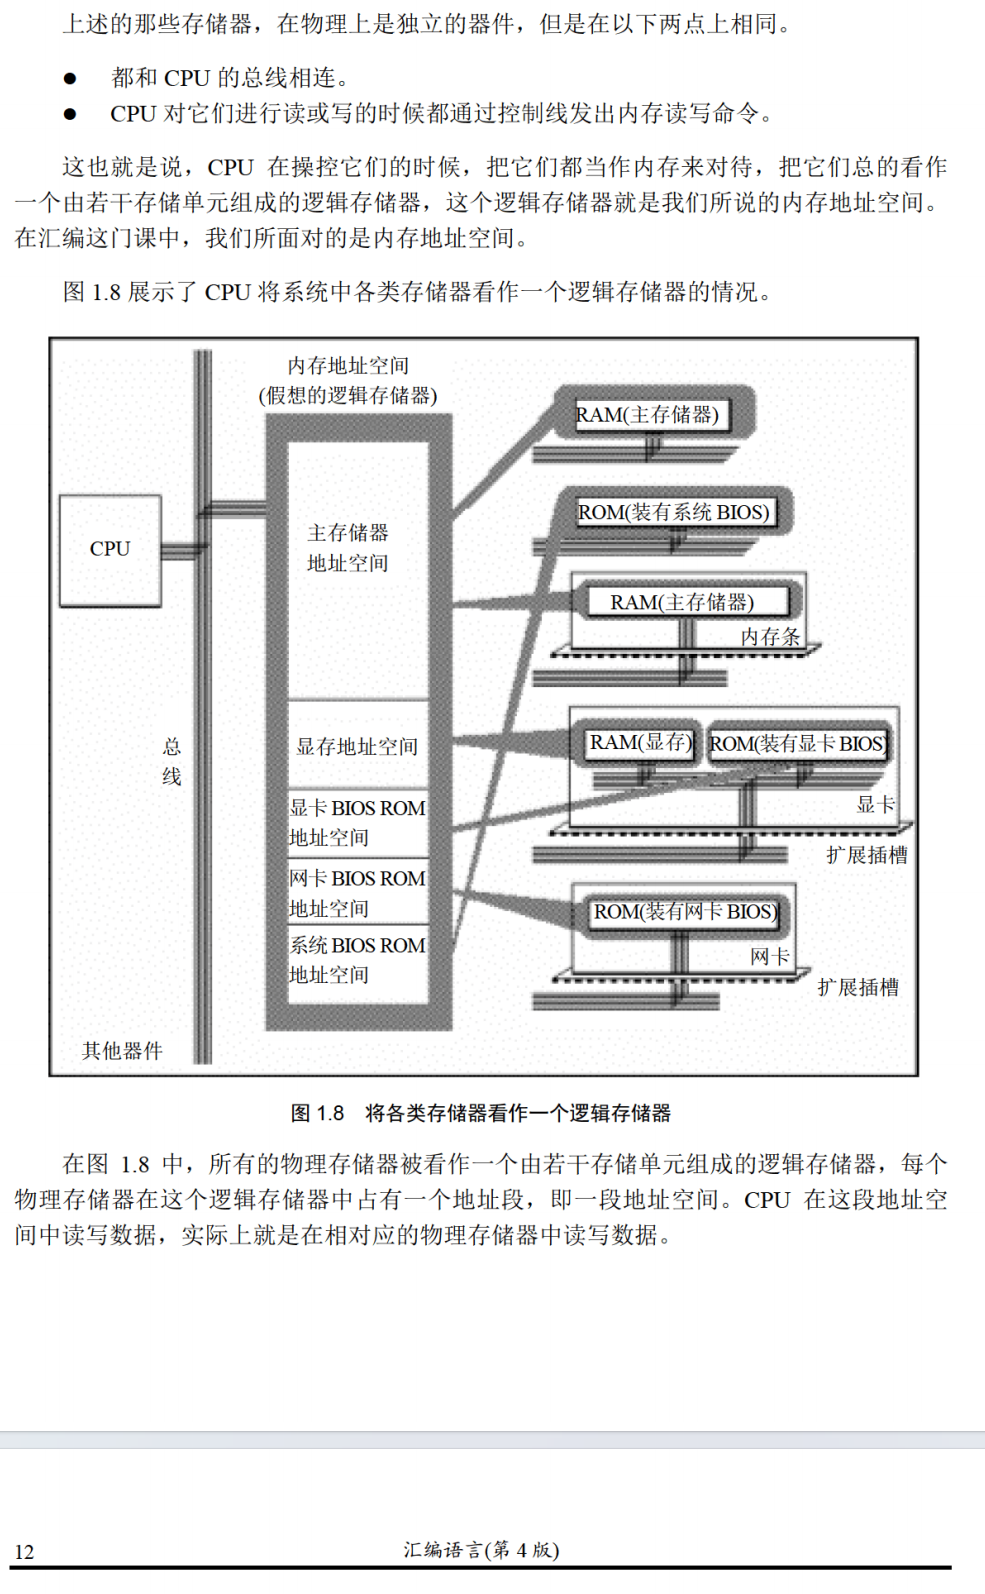 上述的那些存储器，在物理上是独立的器件，但是在以下两点上相同。
● 都和 CPU 的总线相连。
● CPU 对它们进行读或写的时候都通过控制线发出内存读写命令。
这也就是说，CPU 在操控它们的时候，把它们都当作内存来对待，把它们总的看作
一个由若干存储单元组成的逻辑存储器，这个逻辑存储器就是我们所说的内存地址空间。
在汇编这门课中，我们所面对的是内存地址空间。
图 1.8 展示了 CPU 将系统中各类存储器看作一个逻辑存储器的情况。
内存地址空间
(假想的逻辑存储器)
CPU
总
线
其他器件
主存储器
地址空间
显存地址空间
显卡 BIOS ROM
地址空间
网卡 BIOS ROM
地址空间
系统 BIOS ROM
地址空间
RAM(主存储器)
ROM(装有系统 BIOS)
RAM(主存储器)
内存条
RAM(显存)
ROM(装有显卡 BIOS)
显卡
扩展插槽
ROM(装有网卡 BIOS)
网卡
扩展插槽
图 1.8 将各类存储器看作一个逻辑存储器
在图 1.8 中，所有的物理存储器被看作一个由若干存储单元组成的逻辑存储器，每个
物理存储器在这个逻辑存储器中占有一个地址段，即一段地址空间。CPU 在这段地址空
间中读写数据，实际上就是在相对应的物理存储器中读写数据。
12
汇编语言(第 4 版)